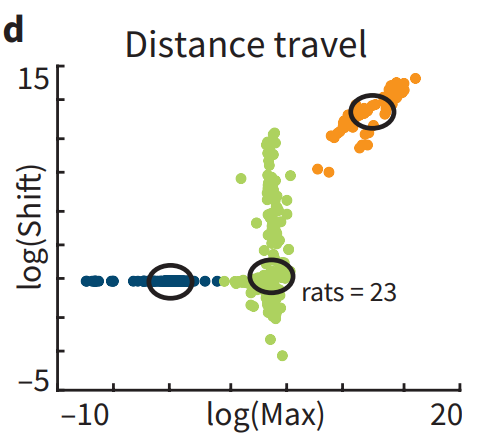 d
Distance travel
15
log(Shift)
rats = 23
–5
–10
log(Max)
20